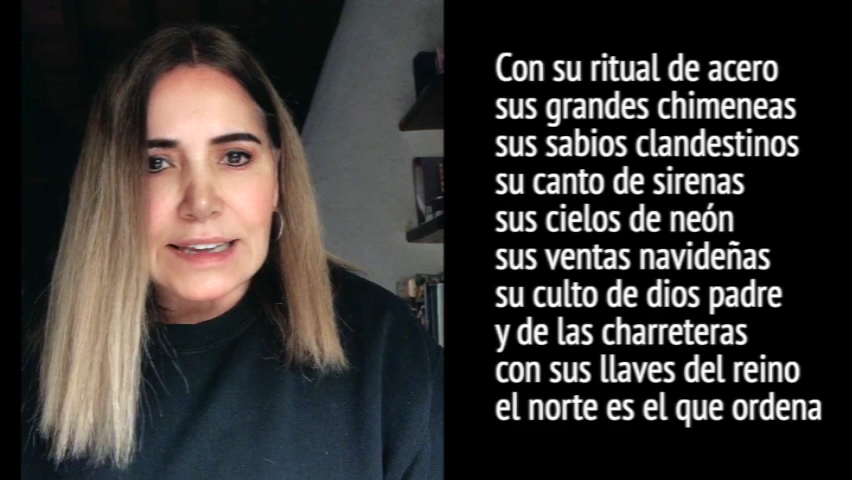 Con su ritual de acero
sus grandes chimeneas
sus sabios clandestinos
su canto de sirenas
sus cielos de neón
sus ventas navideñas
su culto de dios padre
y de las charreteras
con sus llaves del reino
el norte es el que ordena